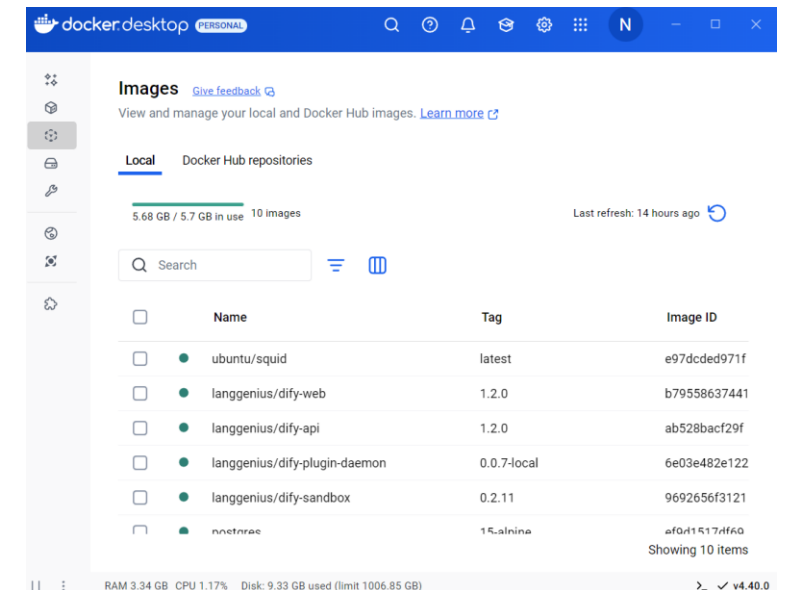 docker.desktop PERSONAL N
Images Give feedback
View and manage your local and Docker Hub images. Learn more
Local Docker Hub repositories
5.68 GB / 5.7 GB in use 10 images Last refresh: 14 hours ago
Search
Name Tag Image ID
ubuntu/squid latest e97dcded971f
langgenius/dify-web 1.2.0 b79558637441
langgenius/dify-api 1.2.0 ab528bacf29f
langgenius/dify-plugin-daemon 0.0.7-local 6e03e482e122
langgenius/dify-sandbox 0.2.11 9692656f3121
postgres 15-alpine ef9d1517df69
Showing 10 items
RAM 3.34 GB CPU 1.17% Disk: 9.33 GB used (limit 1006.85 GB) v4.40.0